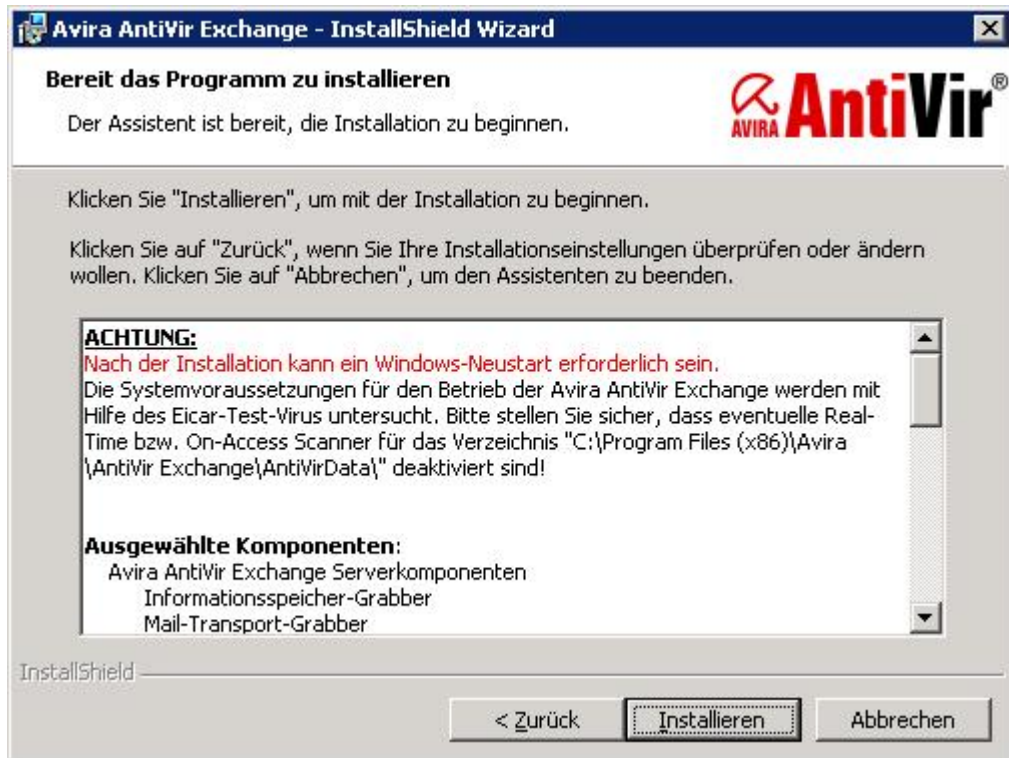 Avira AntiVir Exchange - InstallShield Wizard
Bereit das Programm zu installieren
Der Assistent ist bereit, die Installation zu beginnen.
AVIRA AntiVir®
Klicken Sie "Installieren", um mit der Installation zu beginnen.
Klicken Sie auf "Zurück", wenn Sie Ihre Installationseinstellungen überprüfen oder ändern
wollen. Klicken Sie auf "Abbrechen", um den Assistenten zu beenden.
ACHTUNG:
Nach der Installation kann ein Windows-Neustart erforderlich sein.
Die Systemvoraussetzungen für den Betrieb der Avira AntiVir Exchange werden mit
Hilfe des Eicar-Test-Virus untersucht. Bitte stellen Sie sicher, dass eventuelle Real-
Time bzw. On-Access Scanner für das Verzeichnis "C:\Program Files (x86)\Avira
\AntiVir Exchange\AntiVirData\" deaktiviert sind!
Ausgewählte Komponenten:
Avira AntiVir Exchange Serverkomponenten
Informationsspeicher-Grabber
Mail-Transport-Grabber
InstallShield
< Zurück
Installieren
Abbrechen